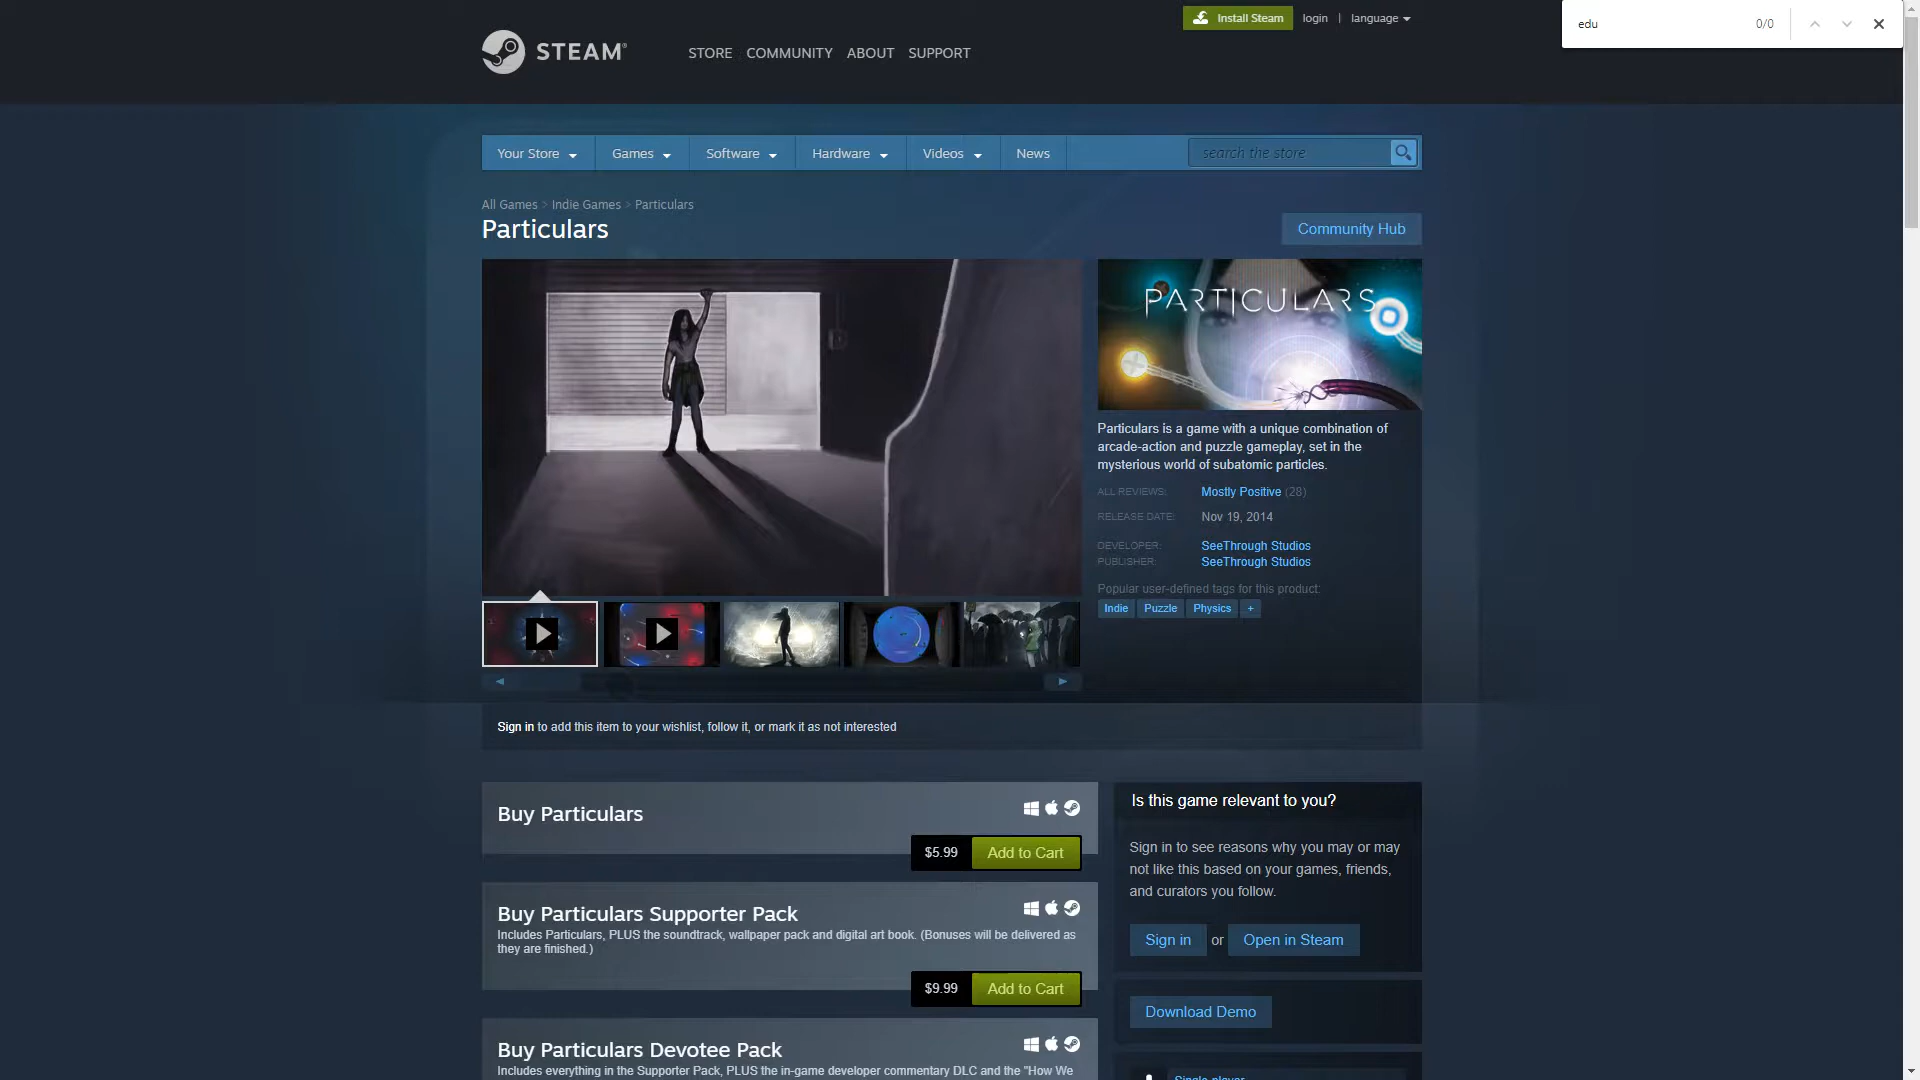 Install Steam login | language
edu 0/0
STEAM® STORE COMMUNITY ABOUT SUPPORT
Your Store Games Software Hardware Videos News search the store
All Games > Indie Games > Particulars
Particulars
Community Hub
PARTICULARS
Particulars is a game with a unique combination of
arcade-action and puzzle gameplay, set in the
mysterious world of subatomic particles.
ALL REVIEWS: Mostly Positive (28)
RELEASE DATE: Nov 19, 2014
DEVELOPER: SeeThrough Studios
PUBLISHER: SeeThrough Studios
Popular user-defined tags for this product:
Indie Puzzle Physics +
Sign in to add this item to your wishlist, follow it, or mark it as not interested
Buy Particulars
$5.99 Add to Cart
Buy Particulars Supporter Pack
Includes Particulars, PLUS the soundtrack, wallpaper pack and digital art book. (Bonuses will be delivered as
they are finished.)
$9.99 Add to Cart
Buy Particulars Devotee Pack
Includes everything in the Supporter Pack, PLUS the in-game developer commentary DLC and the "How We
Is this game relevant to you?
Sign in to see reasons why you may or may
not like this based on your games, friends,
and curators you follow.
Sign in or Open in Steam
Download Demo
Single-player